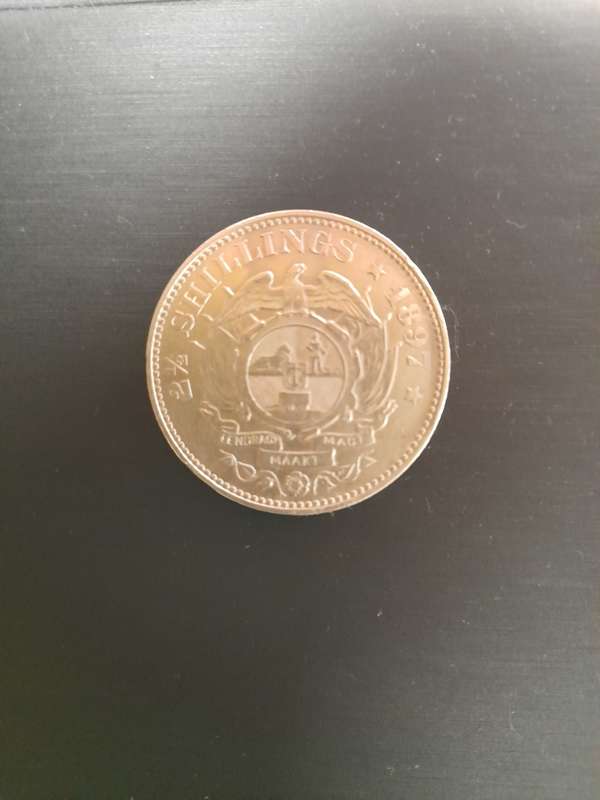 2½ SHILLINGS ★ 1897 ★
EENDRAGT
MAAKT
MAGT